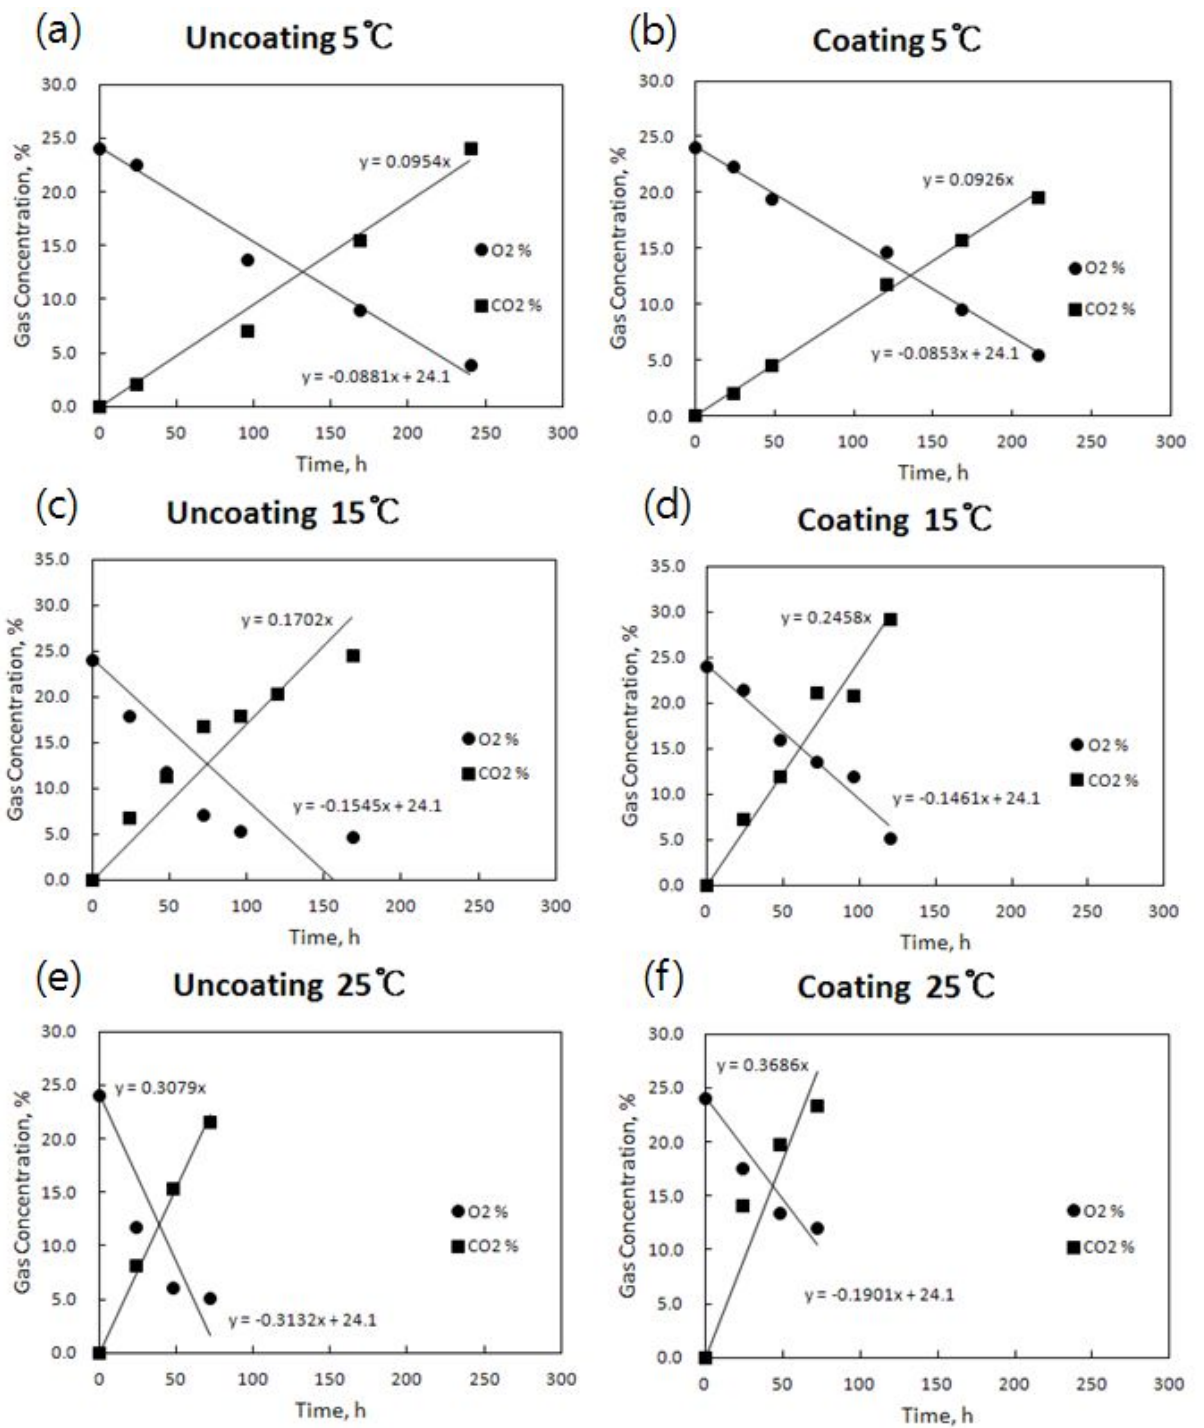 (a)
Uncoating 5℃
30.0
25.0
20.0
15.0
10.0
5.0
0.0
Gas Concentration, %
y = 0.0954x
O2 %
CO2 %
y = -0.0881x + 24.1
0 50 100 150 200 250 300
Time, h
(b)
Coating 5℃
30.0
25.0
20.0
15.0
10.0
5.0
0.0
Gas Concentration, %
y = 0.0926x
O2 %
CO2 %
y = -0.0853x + 24.1
0 50 100 150 200 250 300
Time, h
(c)
Uncoating 15℃
35.0
30.0
25.0
20.0
15.0
10.0
5.0
0.0
Gas Concentration, %
y = 0.1702x
O2 %
CO2 %
y = -0.1545x + 24.1
0 50 100 150 200 250 300
Time, h
(d)
Coating 15℃
35.0
30.0
25.0
20.0
15.0
10.0
5.0
0.0
Gas Concentration, %
y = 0.2458x
O2 %
CO2 %
y = -0.1461x + 24.1
0 50 100 150 200 250 300
Time, h
(e)
Uncoating 25℃
30.0
25.0
20.0
15.0
10.0
5.0
0.0
Gas Concentration, %
y = 0.3079x
O2 %
CO2 %
y = -0.3132x + 24.1
0 50 100 150 200 250 300
Time, h
(f)
Coating 25℃
30.0
25.0
20.0
15.0
10.0
5.0
0.0
Gas Concentration, %
y = 0.3686x
O2 %
CO2 %
y = -0.1901x + 24.1
0 50 100 150 200 250 300
Time, h